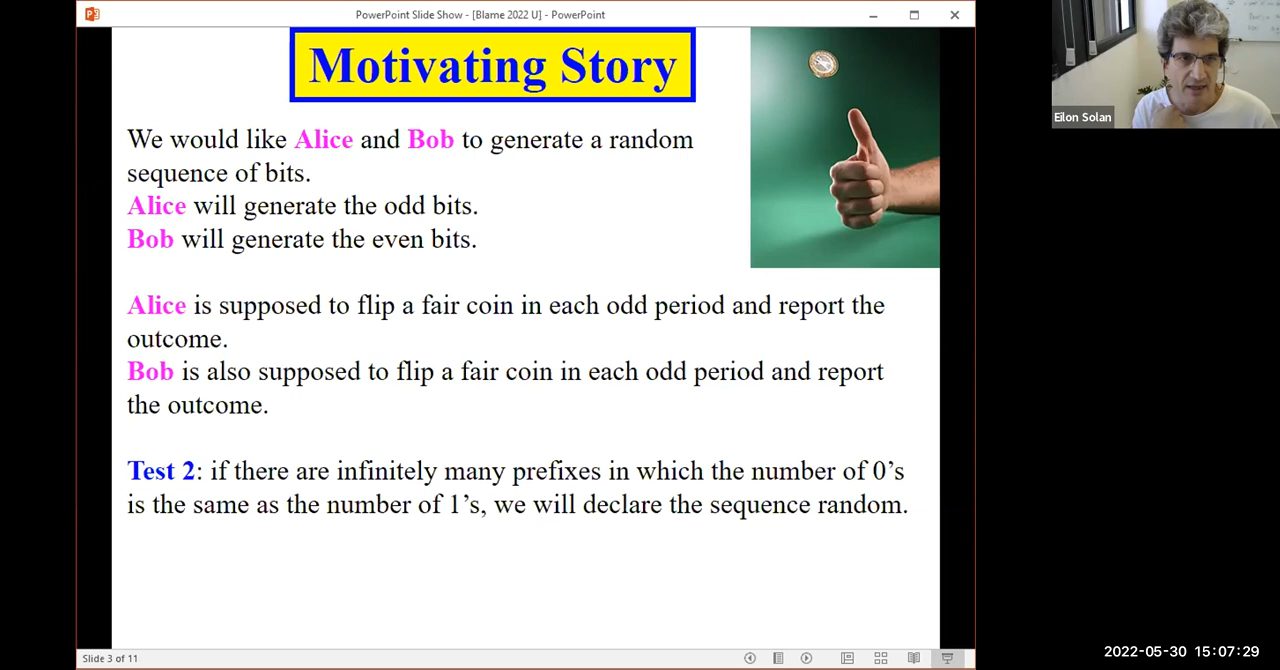 PowerPoint Slide Show - [Blame 2022 U] - PowerPoint
Motivating Story
We would like Alice and Bob to generate a random
sequence of bits.
Alice will generate the odd bits.
Bob will generate the even bits.
Alice is supposed to flip a fair coin in each odd period and report the
outcome.
Bob is also supposed to flip a fair coin in each odd period and report
the outcome.
Test 2: if there are infinitely many prefixes in which the number of 0’s
is the same as the number of 1’s, we will declare the sequence random.
Eilon Solan
Slide 3 of 11
2022-05-30 15:07:29